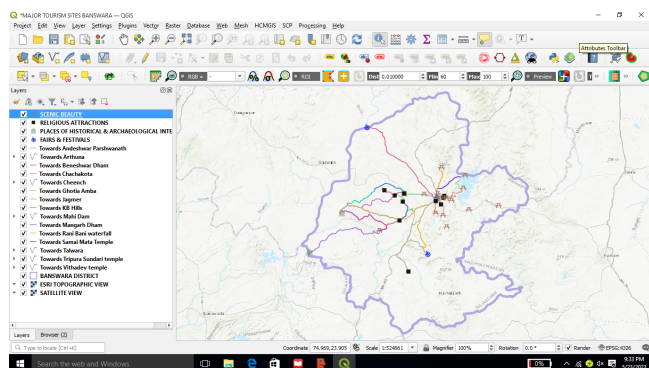 *MAJOR TOURISM SITES BANSWARA — QGIS
Project Edit View Layer Settings Plugins Vector Raster Database Web Mesh HCMGIS SCP Processing Help
Attributes Toolbar
RGB =
ROI
Dist 0.010000
Min 60
Max 100
Preview
Layers
SCENIC BEAUTY
RELIGIOUS ATTRACTIONS
PLACES OF HISTORICAL & ARCHAEOLOGICAL INTE
FAIRS & FESTIVALS
Towards Andeshwar Parshwanath
Towards Arthuna
Towards Beneshwar Dham
Towards Chachakota
Towards Cheench
Towards Ghotia Amba
Towards Jagmer
Towards KB Hills
Towards Mahi Dam
Towards Mangarh Dham
Towards Rani Bani waterfall
Towards Samai Mata Temple
Towards Talwara
Towards Tripura Sundari temple
Towards Vithadev temple
BANSWARA DISTRICT
ESRI TOPOGRAPHIC VIEW
SATELLITE VIEW
Layers Browser (2)
Type to locate (Ctrl+K)
Coordinate 74.969,23.905 Scale 1:524661 Magnifier 100% Rotation 0.0 ° Render EPSG:4326
Search the web and Windows
0%
9:33 PM
5/23/2021